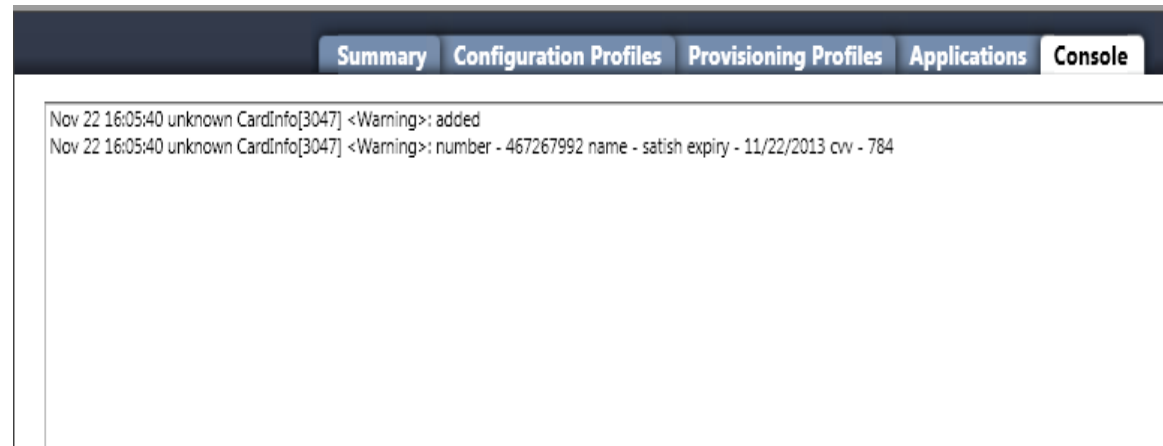 Summary Configuration Profiles Provisioning Profiles Applications Console
Nov 22 16:05:40 unknown CardInfo[3047] <Warning>: added
Nov 22 16:05:40 unknown CardInfo[3047] <Warning>: number - 467267992 name - satish expiry - 11/22/2013 cvv - 784